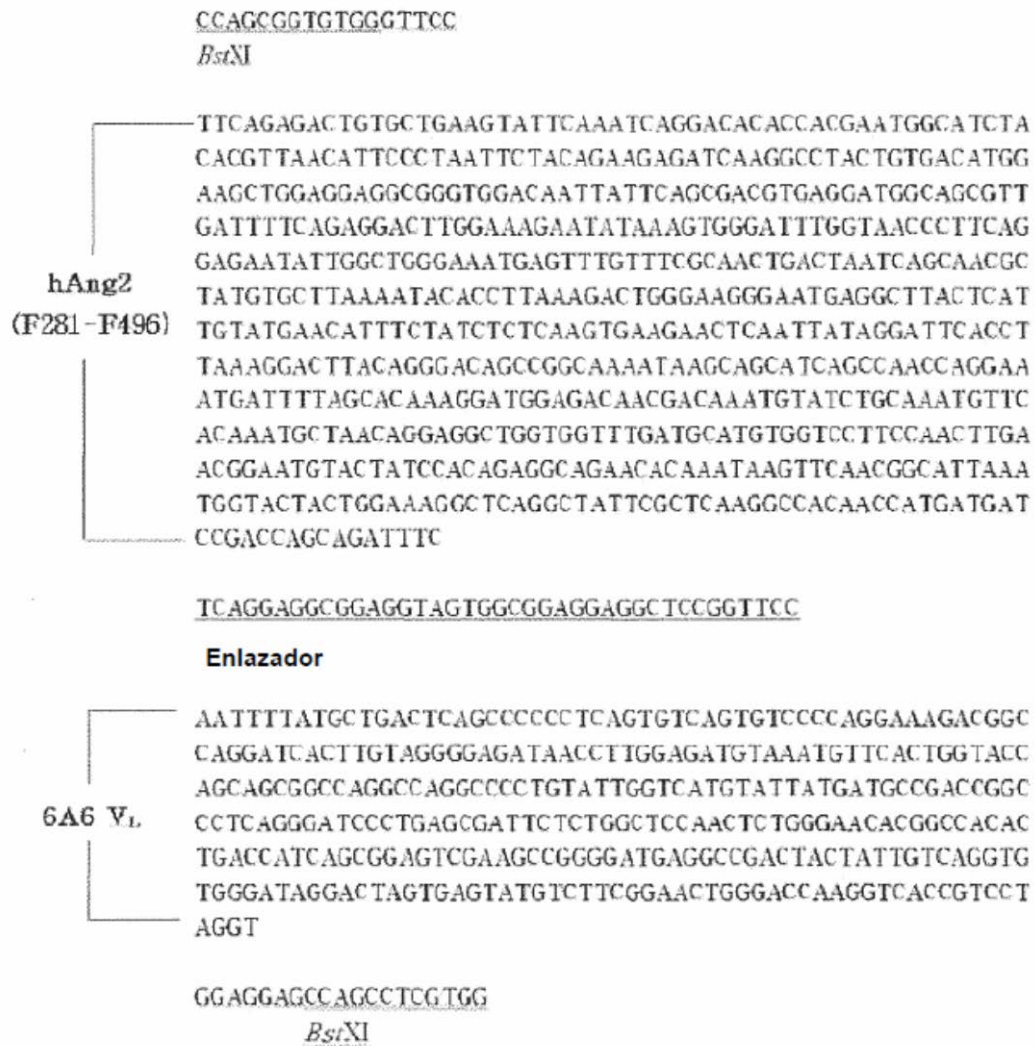 CCAGCGGTGTGGGTTCC
BstXI
TTCAGAGACTGTGCTGAAGTATTCAAATCAGGACACACCACGAATGGCATCTA
CACGTTAACATTCCCTAATTCTACAGAAGAGATCAAGGCCTACTGTGACATGG
AAGCTGGAGGAGGCGGGTGGACAATTATTCAGCGACGTGAGGATGGCAGCGTT
GATTTTCAGAGGACTTGGAAAGAATATAAAGTGGGATTTGGTAACCCTTCAG
GAGAATATTGGCTGGGAAATGAGTTTGTTTCGCAACTGACTAATCAGCAACGC
TATGTGCTTAAAATACACCTTAAAGACTGGGAAGGGAATGAGGCTTACTCAT
TGTATGAACATTTCTATCTCTCAAGTGAAGAACTCAATTATAGGATTCACCT
TAAAGGACTTACAGGGACAGCCGGCAAAATAAGCAGCATCAGCCAACCAGGAA
ATGATTTTAGCACAAAGGATGGAGACAACGACAAATGTATCTGCAAATGTTC
ACAAATGCTAACAGGAGGCTGGTGGTTTGATGCATGTGGTCCTTCCAACTTGA
ACGGAATGTACTATCCACAGAGGCAGAACACAAATAAGTTCAACGGCATTAAA
TGGTACTACTGGAAAGGCTCAGGCTATTCGCTCAAGGCCACAACCATGATGAT
CCGACCAGCAGATTTC
hAng2
(F281-F496)
TCAGGAGGCGGAGGTAGTGGCGGAGGAGGCTCCGGTTCC
Enlazador
AATTTTATGCTGACTCAGCCCCCCTCAGTGTCAGTGTCCCCAGGAAAGACGGC
CAGGATCACTTGTAGGGGAGATAACCTTGGAGATGTAAATGTTCACTGGTACC
AGCAGCGGCCAGGCCAGGCCCCTGTATTGGTCATGTATTATGATGCCGACCGGC
CCTCAGGGATCCCTGAGCGATTCTCTGGCTCCAACTCTGGGAACACGGCCACAC
TGACCATCAGCGGAGTCGAAGCCGGGGATGAGGCCGACTACTATTGTCAGGTG
TGGGATAGGACTAGTGAGTATGTCTTCGGAACTGGGACCAAGGTCACCGTCCT
AGGT
6A6 VL
GGAGGAGCCAGCCTCGTGG
BstXI